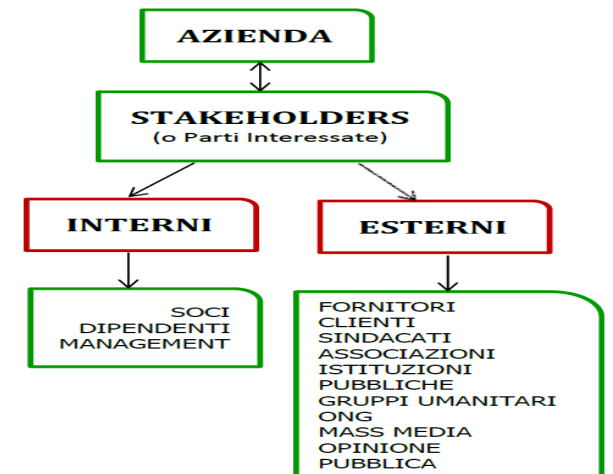 AZIENDA
STAKEHOLDERS
(o Parti Interessate)
INTERNI
ESTERNI
SOCI
DIPENDENTI
MANAGEMENT
FORNITORI
CLIENTI
SINDACATI
ASSOCIAZIONI
ISTITUZIONI
PUBBLICHE
GRUPPI UMANITARI
ONG
MASS MEDIA
OPINIONE
PUBBLICA